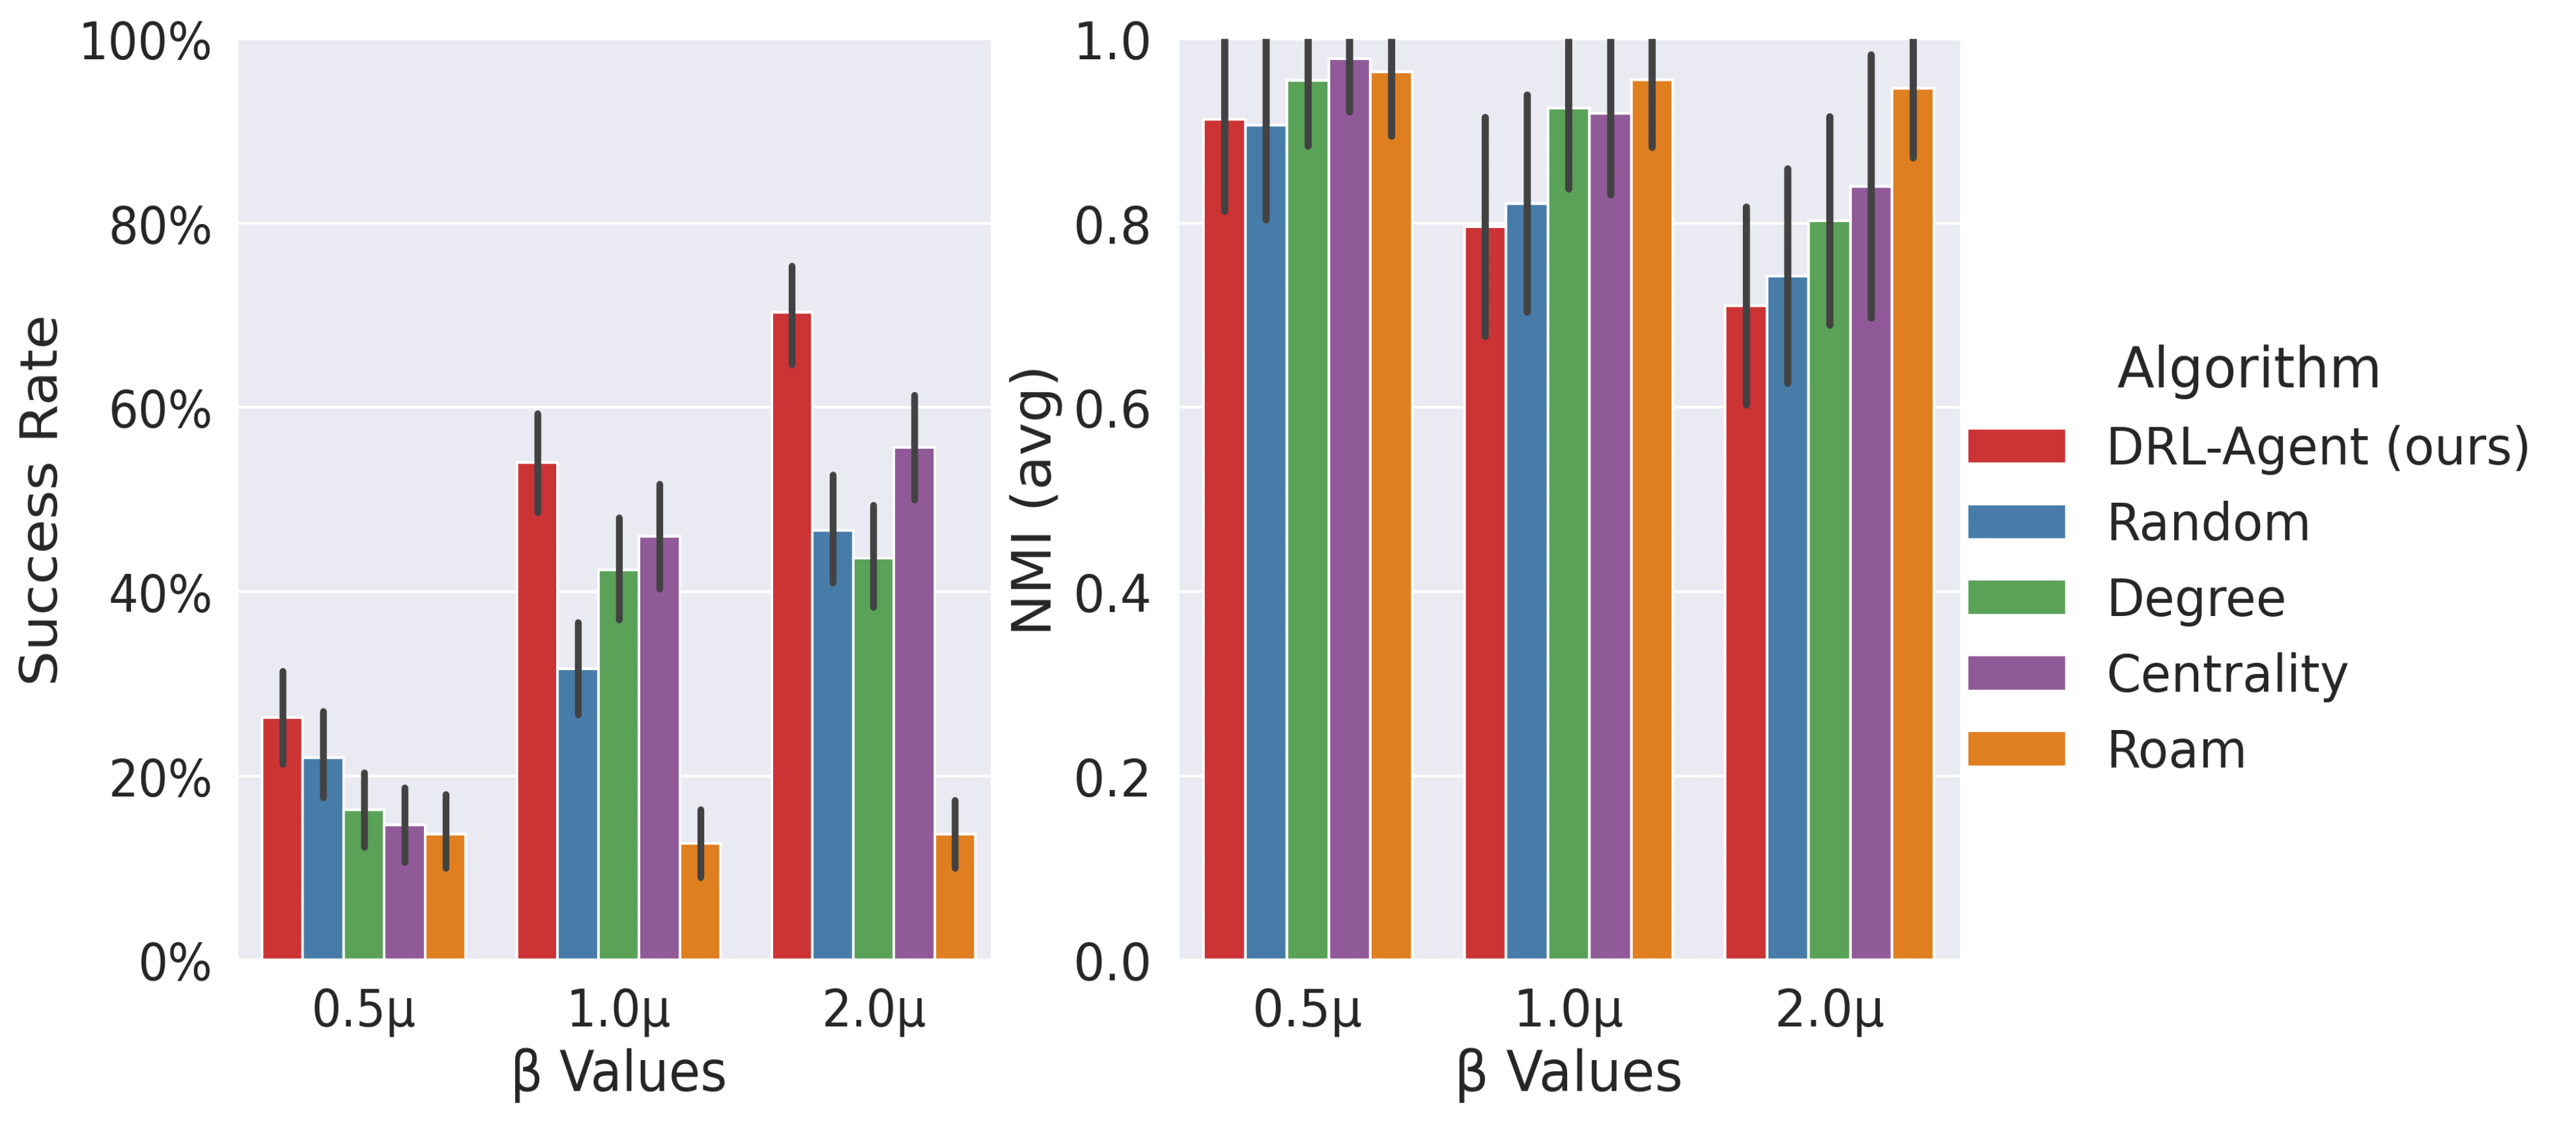 100%
80%
60%
40%
20%
0%
Success Rate
0.5μ 1.0μ 2.0μ
β Values
1.0
0.8
0.6
0.4
0.2
0.0
NMI (avg)
0.5μ 1.0μ 2.0μ
β Values
Algorithm
DRL-Agent (ours)
Random
Degree
Centrality
Roam